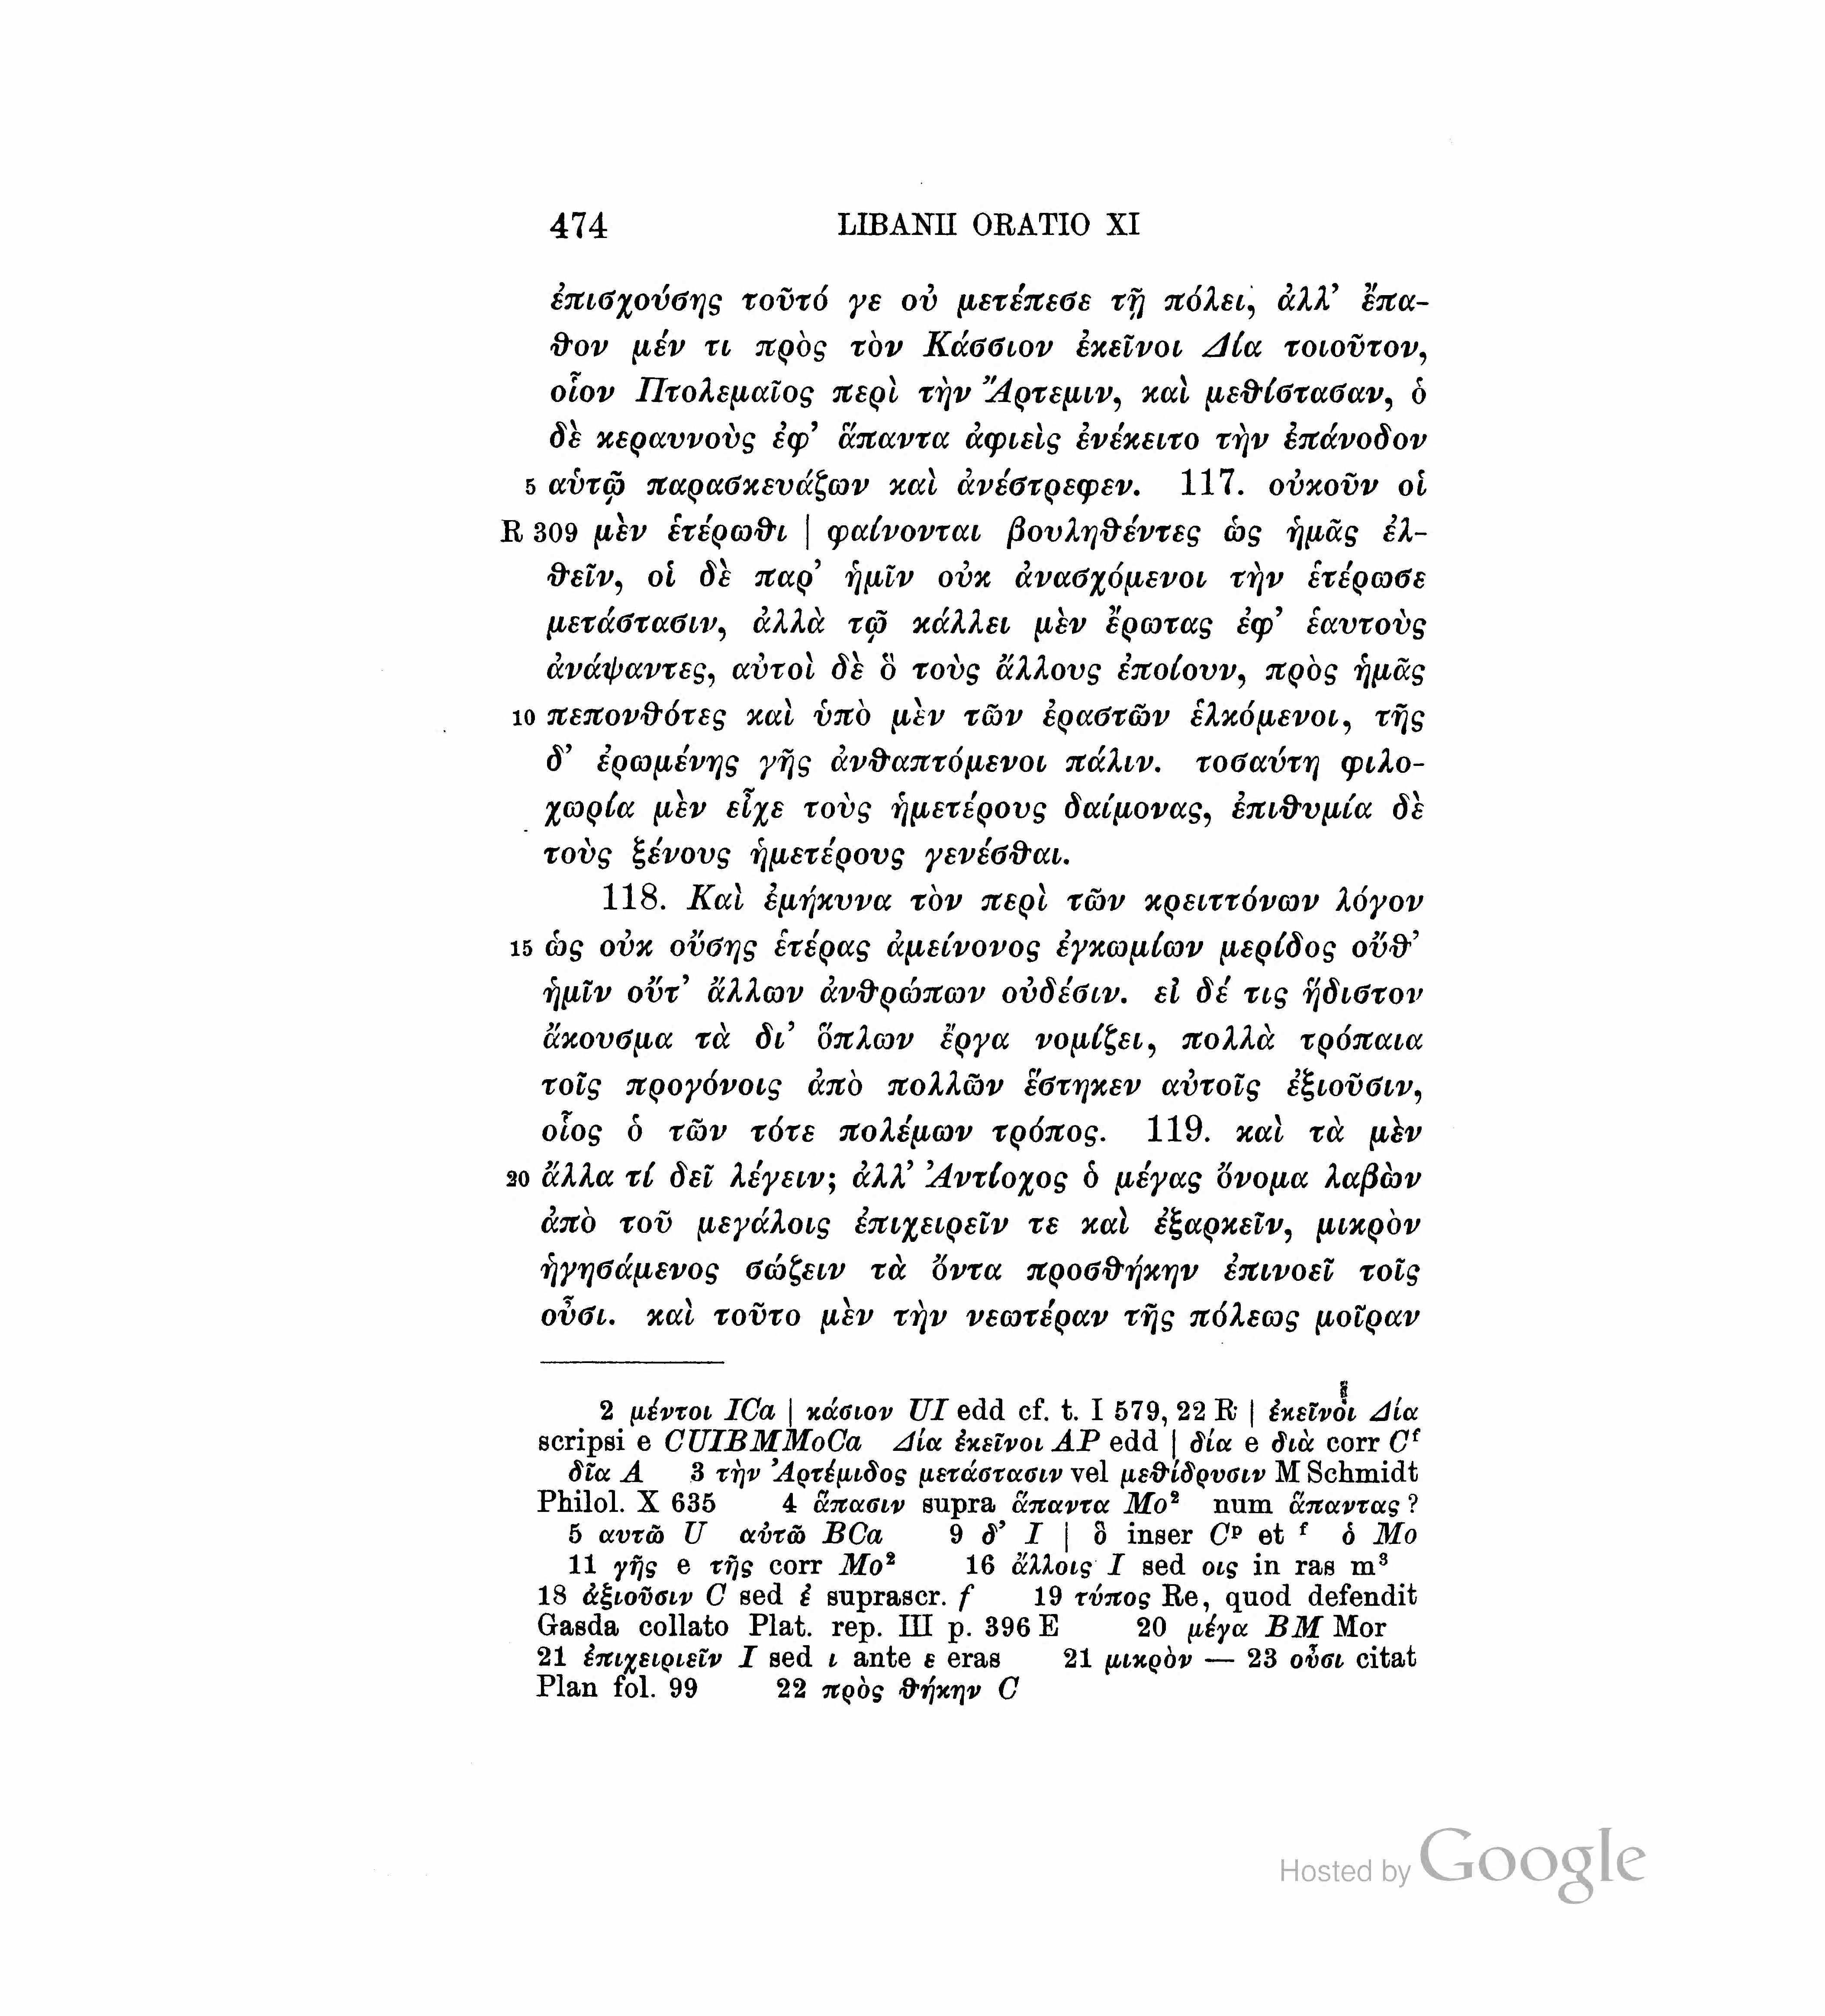 474 LIBANII ORATIO XI
ἐπισχούσης τοῦτό γε οὐ μετέπεσε τῇ πόλει, ἀλλ’ ἔπα-
θον μέν τι πρὸς τὸν Κάσσιον ἐκεῖνοι Δία τοιοῦτον,
οἷον Πτολεμαῖος περὶ τὴν Ἄρτεμιν, καὶ μεθίστασαν, ὁ
δὲ κεραυνοὺς ἐφ’ ἅπαντα ἀφιεὶς ἐνέκειτο τὴν ἐπάνοδον
5 αὑτῷ παρασκευάζων καὶ ἀνέστρεφεν. 117. οὐκοῦν οἱ
R 309 μὲν ἑτέρωθι | φαίνονται βουληθέντες ὡς ἡμᾶς ἐλ-
θεῖν, οἱ δὲ παρ’ ἡμῖν οὐκ ἀνασχόμενοι τὴν ἑτέρωσε
μετάστασιν, ἀλλὰ τῷ κάλλει μὲν ἔρωτας ἐφ’ ἑαυτοὺς
ἀνάψαντες, αὐτοὶ δὲ ὃ τοὺς ἄλλους ἐποίουν, πρὸς ἡμᾶς
10 πεπονθότες καὶ ὑπὸ μὲν τῶν ἐραστῶν ἑλκόμενοι, τῆς
δ’ ἐρωμένης γῆς ἀνθαπτόμενοι πάλιν. τοσαύτη φιλο-
χωρία μὲν εἶχε τοὺς ἡμετέρους δαίμονας, ἐπιθυμία δὲ
τοὺς ξένους ἡμετέρους γενέσθαι.
118. Καὶ ἐμήκυνα τὸν περὶ τῶν κρειττόνων λόγον
15 ὡς οὐκ οὔσης ἑτέρας ἀμείνονος ἐγκωμίων μερίδος οὔθ’
ἡμῖν οὔτ’ ἄλλων ἀνθρώπων οὐδέσιν. εἰ δέ τις ἥδιστον
ἄκουσμα τὰ δι’ ὅπλων ἔργα νομίζει, πολλὰ τρόπαια
τοῖς προγόνοις ἀπὸ πολλῶν ἕστηκεν αὐτοῖς ἐξιοῦσιν,
οἷος ὁ τῶν τότε πολέμων τρόπος. 119. καὶ τὰ μὲν
20 ἄλλα τί δεῖ λέγειν; ἀλλ’ Ἀντίοχος ὁ μέγας ὄνομα λαβὼν
ἀπὸ τοῦ μεγάλοις ἐπιχειρεῖν τε καὶ ἐξαρκεῖν, μικρὸν
ἡγησάμενος σώζειν τὰ ὄντα προσθήκην ἐπινοεῖ τοῖς
οὖσι. καὶ τοῦτο μὲν τὴν νεωτέραν τῆς πόλεως μοῖραν
2 μέντοι ICa | κάσιον UI edd cf. t. I 579, 22 R | ἐκεῖνοι Δία
scripsi e CUIBMMoCa Δία ἐκεῖνοι AP edd | δία e διὰ corr Cᶠ
δῖα A 3 τὴν Ἀρτέμιδος μετάστασιν vel μεθίδρυσιν M Schmidt
Philol. X 635 4 ἅπασιν supra ἅπαντα Mo² num ἅπαντας?
5 αυτῶ U αὐτῶ BCa 9 δ’ I | ὃ inser Cᵖ et ᶠ ὁ Mo
11 γῆς e τῆς corr Mo² 16 ἄλλοις I sed οις in ras m³
18 ἀξιοῦσιν C sed ἐ suprascr. f 19 τύπος Re, quod defendit
Gasda collato Plat. rep. III p. 396 E 20 μέγα BM Mor
21 ἐπιχειριεῖν I sed ι ante ε eras 21 μικρὸν — 23 οὖσι citat
Plan fol. 99 22 πρὸς θήκην C
Hosted by Google